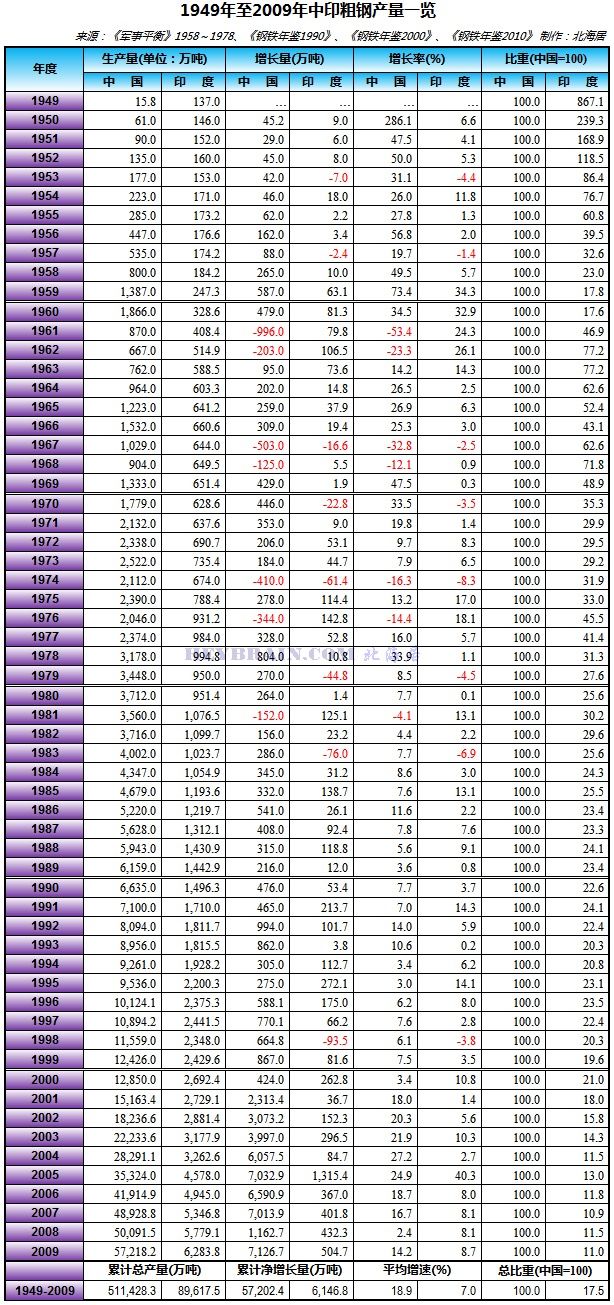 1949年至2009年中印粗钢产量一览
来源：《军事平衡》1958～1978、《钢铁年鉴1990》、《钢铁年鉴2000》、《钢铁年鉴2010》 制作：北海居
年度 生产量(单位：万吨) 增长量(万吨) 增长率(%) 比重(中国=100)
中 国 印 度 中 国 印 度 中 国 印 度 中 国 印 度
1949 15.8 137.0 … … … … 100.0 867.1
1950 61.0 146.0 45.2 9.0 286.1 6.6 100.0 239.3
1951 90.0 152.0 29.0 6.0 47.5 4.1 100.0 168.9
1952 135.0 160.0 45.0 8.0 50.0 5.3 100.0 118.5
1953 177.0 153.0 42.0 -7.0 31.1 -4.4 100.0 86.4
1954 223.0 171.0 46.0 18.0 26.0 11.8 100.0 76.7
1955 285.0 173.2 62.0 2.2 27.8 1.3 100.0 60.8
1956 447.0 176.6 162.0 3.4 56.8 2.0 100.0 39.5
1957 535.0 174.2 88.0 -2.4 19.7 -1.4 100.0 32.6
1958 800.0 184.2 265.0 10.0 49.5 5.7 100.0 23.0
1959 1,387.0 247.3 587.0 63.1 73.4 34.3 100.0 17.8
1960 1,866.0 328.6 479.0 81.3 34.5 32.9 100.0 17.6
1961 870.0 408.4 -996.0 79.8 -53.4 24.3 100.0 46.9
1962 667.0 514.9 -203.0 106.5 -23.3 26.1 100.0 77.2
1963 762.0 588.5 95.0 73.6 14.2 14.3 100.0 77.2
1964 964.0 603.3 202.0 14.8 26.5 2.5 100.0 62.6
1965 1,223.0 641.2 259.0 37.9 26.9 6.3 100.0 52.4
1966 1,532.0 660.6 309.0 19.4 25.3 3.0 100.0 43.1
1967 1,029.0 644.0 -503.0 -16.6 -32.8 -2.5 100.0 62.6
1968 904.0 649.5 -125.0 5.5 -12.1 0.9 100.0 71.8
1969 1,333.0 651.4 429.0 1.9 47.5 0.3 100.0 48.9
1970 1,779.0 628.6 446.0 -22.8 33.5 -3.5 100.0 35.3
1971 2,132.0 637.6 353.0 9.0 19.8 1.4 100.0 29.9
1972 2,338.0 690.7 206.0 53.1 9.7 8.3 100.0 29.5
1973 2,522.0 735.4 184.0 44.7 7.9 6.5 100.0 29.2
1974 2,112.0 674.0 -410.0 -61.4 -16.3 -8.3 100.0 31.9
1975 2,390.0 788.4 278.0 114.4 13.2 17.0 100.0 33.0
1976 2,046.0 931.2 -344.0 142.8 -14.4 18.1 100.0 45.5
1977 2,374.0 984.0 328.0 52.8 16.0 5.7 100.0 41.4
1978 3,178.0 994.8 804.0 10.8 33.9 1.1 100.0 31.3
1979 3,448.0 950.0 270.0 -44.8 8.5 -4.5 100.0 27.6
1980 3,712.0 951.4 264.0 1.4 7.7 0.1 100.0 25.6
1981 3,560.0 1,076.5 -152.0 125.1 -4.1 13.1 100.0 30.2
1982 3,716.0 1,099.7 156.0 23.2 4.4 2.2 100.0 29.6
1983 4,002.0 1,023.7 286.0 -76.0 7.7 -6.9 100.0 25.6
1984 4,347.0 1,054.9 345.0 31.2 8.6 3.0 100.0 24.3
1985 4,679.0 1,193.6 332.0 138.7 7.6 13.1 100.0 25.5
1986 5,220.0 1,219.7 541.0 26.1 11.6 2.2 100.0 23.4
1987 5,628.0 1,312.1 408.0 92.4 7.8 7.6 100.0 23.3
1988 5,943.0 1,430.9 315.0 118.8 5.6 9.1 100.0 24.1
1989 6,159.0 1,442.9 216.0 12.0 3.6 0.8 100.0 23.4
1990 6,635.0 1,496.3 476.0 53.4 7.7 3.7 100.0 22.6
1991 7,100.0 1,710.0 465.0 213.7 7.0 14.3 100.0 24.1
1992 8,094.0 1,811.7 994.0 101.7 14.0 5.9 100.0 22.4
1993 8,956.0 1,815.5 862.0 3.8 10.6 0.2 100.0 20.3
1994 9,261.0 1,928.2 305.0 112.7 3.4 6.2 100.0 20.8
1995 9,536.0 2,200.3 275.0 272.1 3.0 14.1 100.0 23.1
1996 10,124.1 2,375.3 588.1 175.0 6.2 8.0 100.0 23.5
1997 10,894.2 2,441.5 770.1 66.2 7.6 2.8 100.0 22.4
1998 11,559.0 2,348.0 664.8 -93.5 6.1 -3.8 100.0 20.3
1999 12,426.0 2,429.6 867.0 81.6 7.5 3.5 100.0 19.6
2000 12,850.0 2,692.4 424.0 262.8 3.4 10.8 100.0 21.0
2001 15,163.4 2,729.1 2,313.4 36.7 18.0 1.4 100.0 18.0
2002 18,236.6 2,881.4 3,073.2 152.3 20.3 5.6 100.0 15.8
2003 22,233.6 3,177.9 3,997.0 296.5 21.9 10.3 100.0 14.3
2004 28,291.1 3,262.6 6,057.5 84.7 27.2 2.7 100.0 11.5
2005 35,324.0 4,578.0 7,032.9 1,315.4 24.9 40.3 100.0 13.0
2006 41,914.9 4,945.0 6,590.9 367.0 18.7 8.0 100.0 11.8
2007 48,928.8 5,346.8 7,013.9 401.8 16.7 8.1 100.0 10.9
2008 50,091.5 5,779.1 1,162.7 432.3 2.4 8.1 100.0 11.5
2009 57,218.2 6,283.8 7,126.7 504.7 14.2 8.7 100.0 11.0
累计总产量(万吨) 累计净增长量(万吨) 平均增速(%) 总比重(中国=100)
1949-2009 511,428.3 89,617.5 57,202.4 6,146.8 18.9 7.0 100.0 17.5